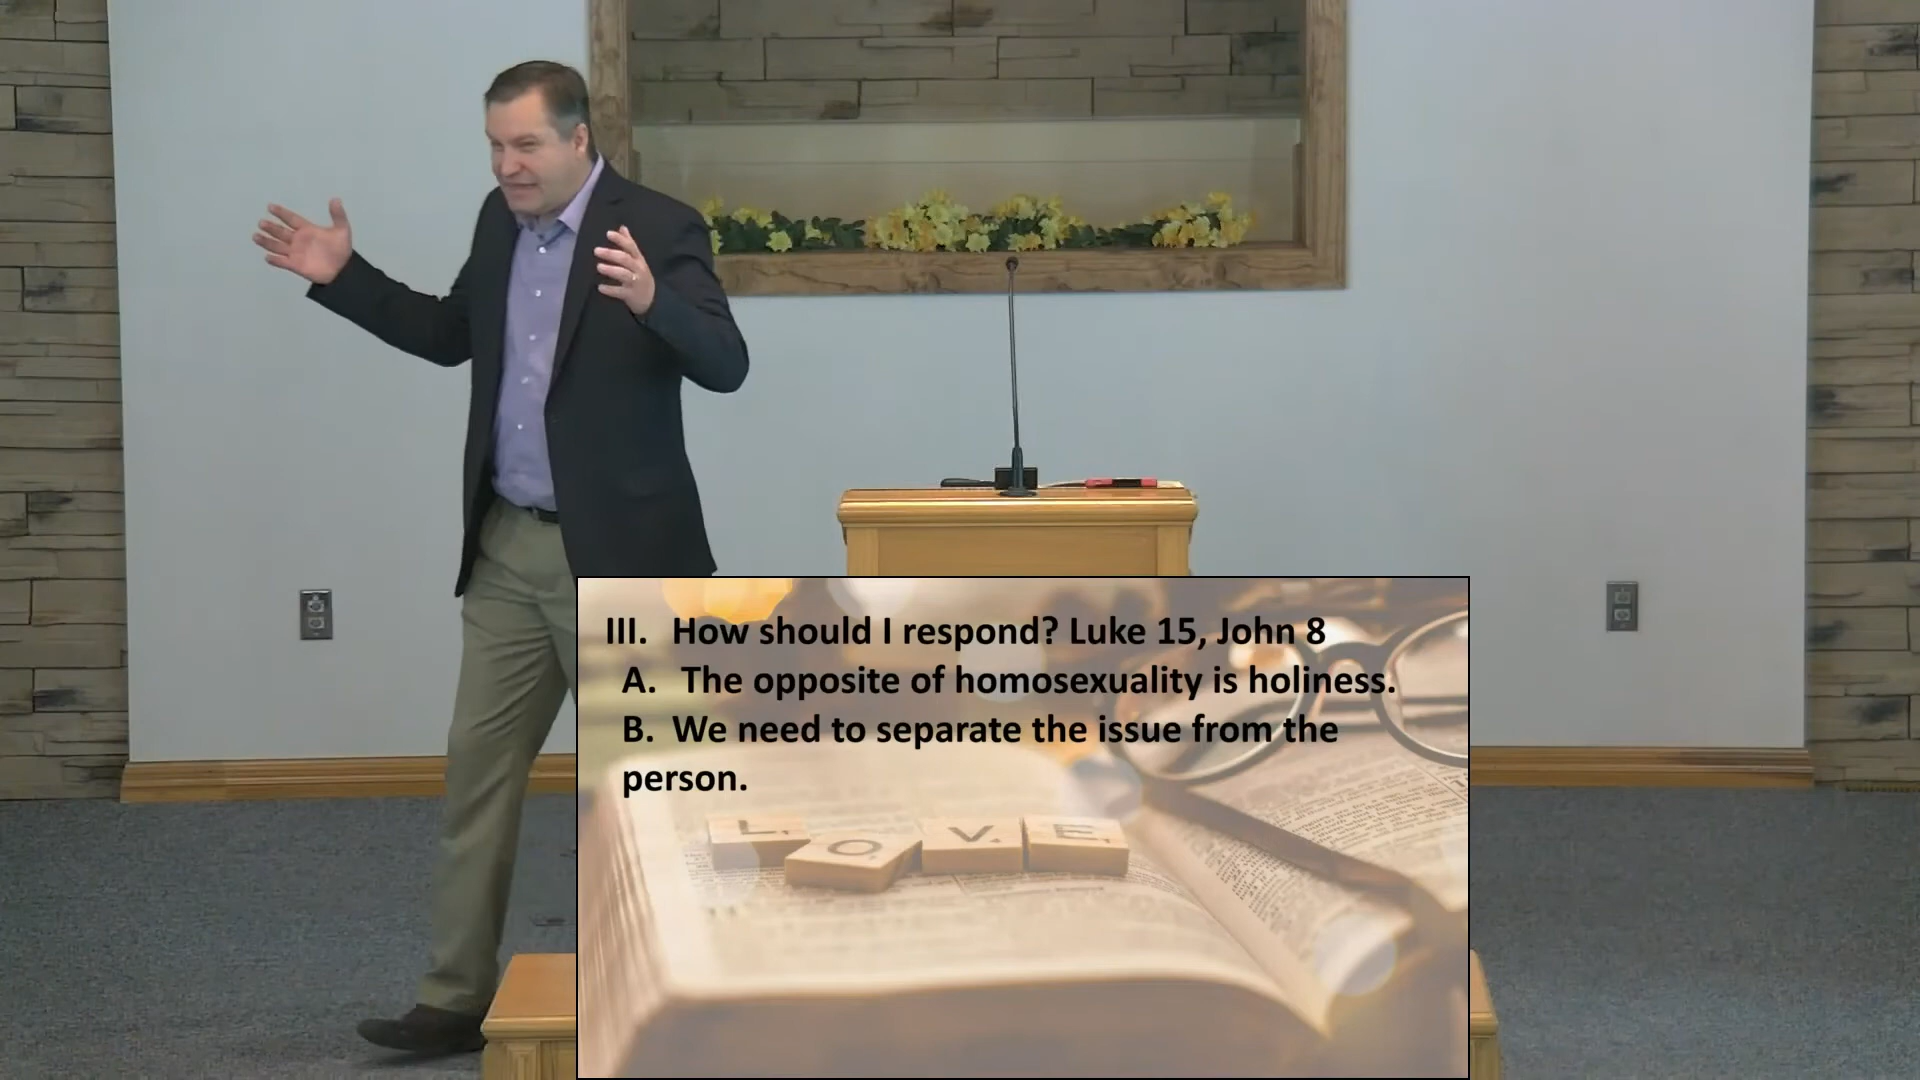 III. How should I respond? Luke 15, John 8
A. The opposite of homosexuality is holiness.
B. We need to separate the issue from the
person.
L O V E